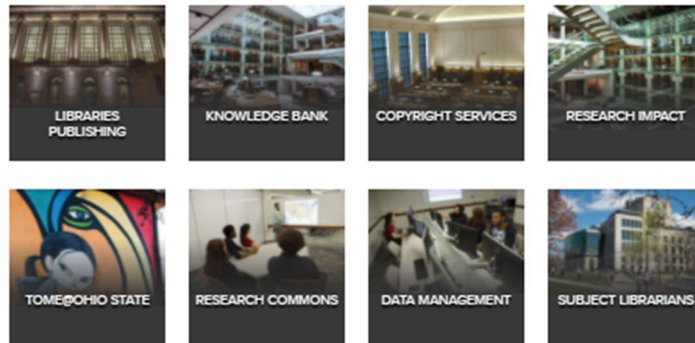 LIBRARIES
PUBLISHING
KNOWLEDGE BANK
COPYRIGHT SERVICES
RESEARCH IMPACT
TOME@OHIO STATE
RESEARCH COMMONS
DATA MANAGEMENT
SUBJECT LIBRARIANS